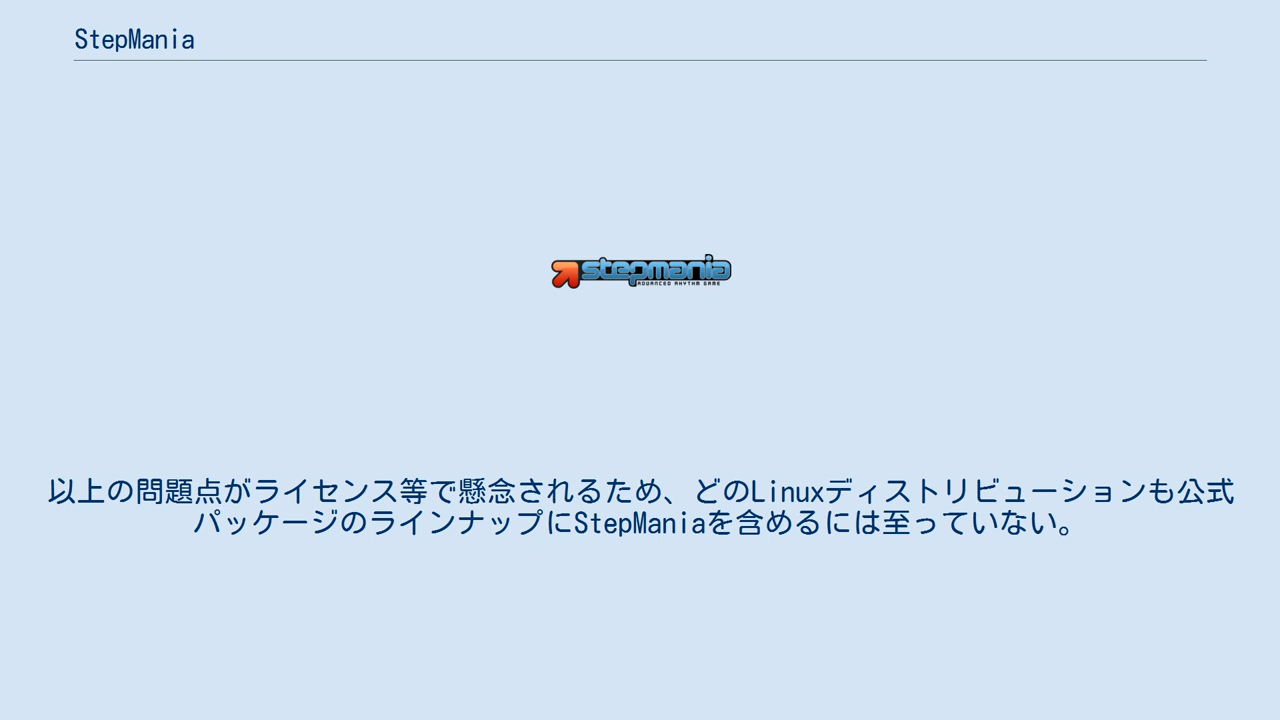 StepMania
stepmania
ADVANCED RHYTHM GAME
以上の問題点がライセンス等で懸念されるため、どのLinuxディストリビューションも公式
パッケージのラインナップにStepManiaを含めるには至っていない。